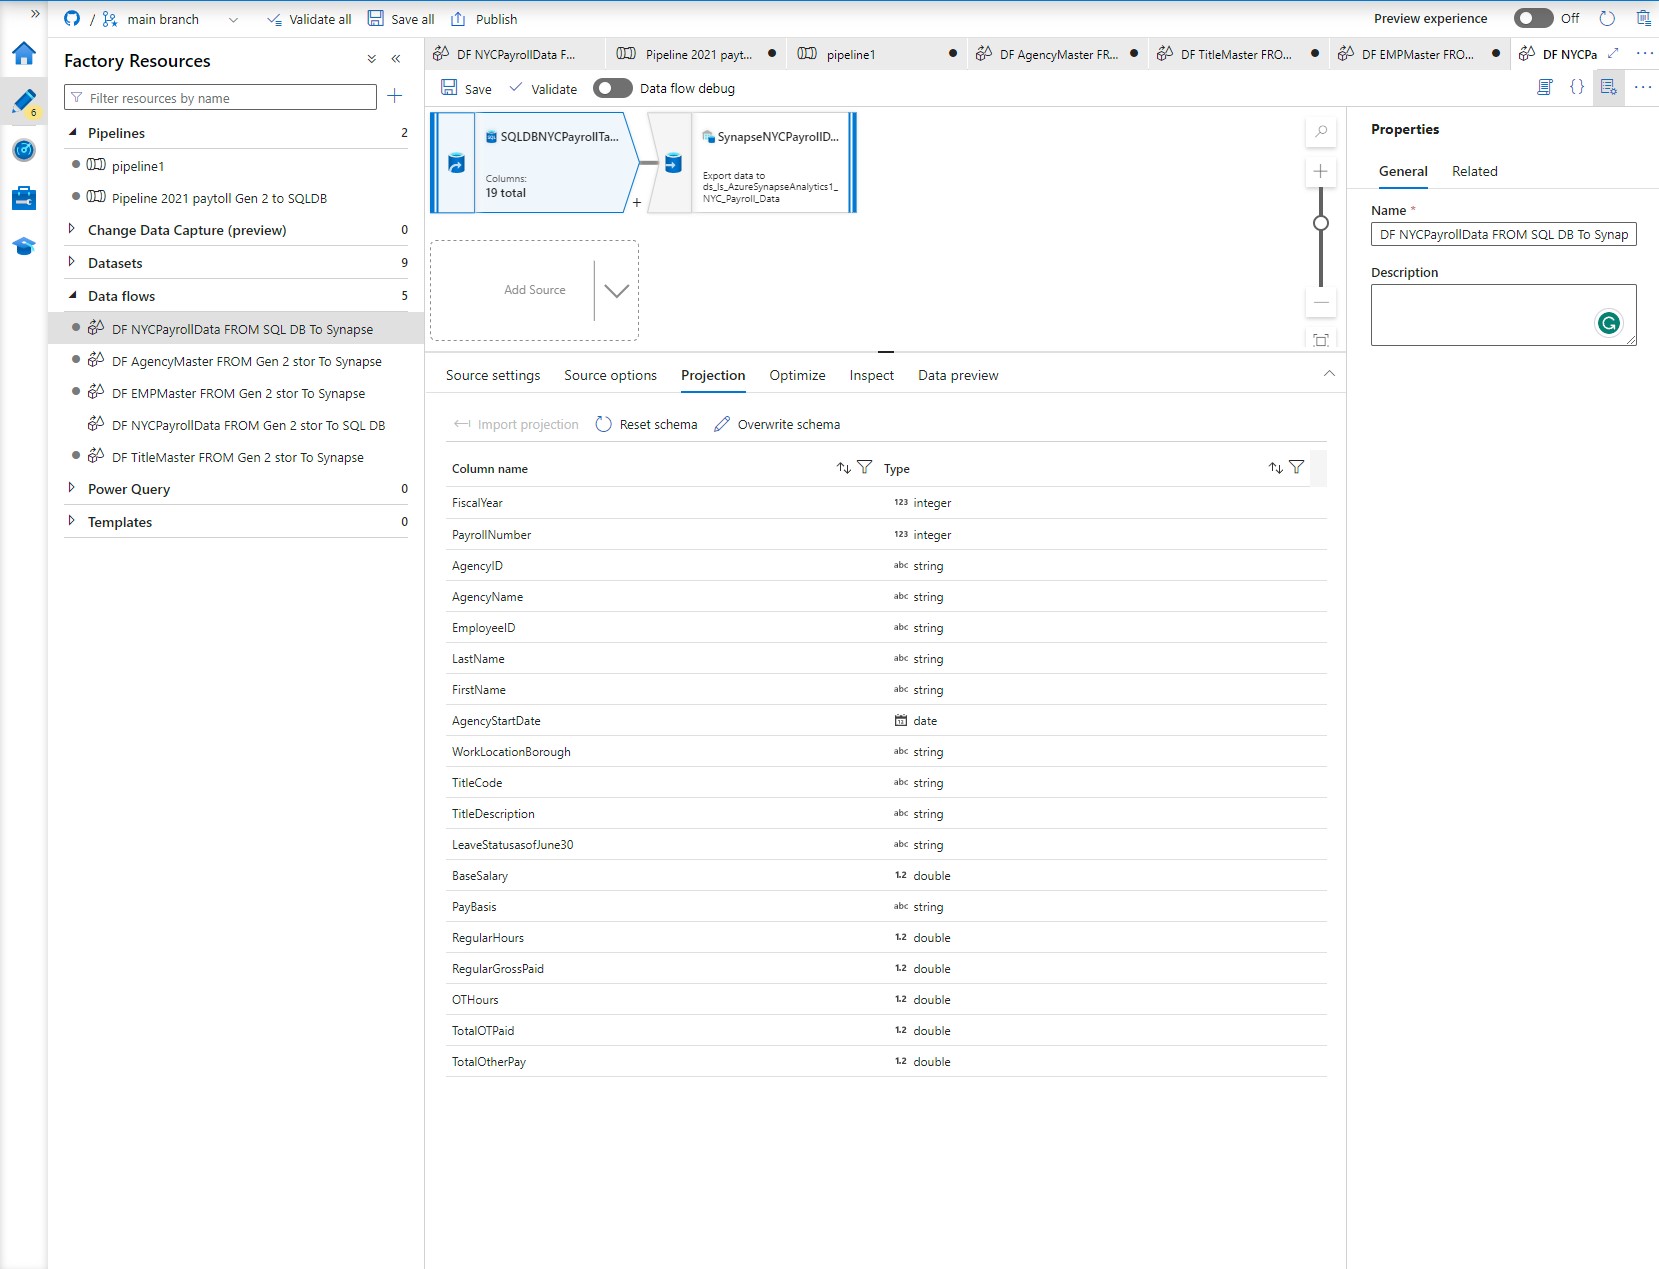 / main branch
Validate all
Save all
Publish
Preview experience
Off
6
Factory Resources
Filter resources by name
Pipelines 2
pipeline1
Pipeline 2021 paytoll Gen 2 to SQLDB
Change Data Capture (preview) 0
Datasets 9
Data flows 5
DF NYCPayrollData FROM SQL DB To Synapse
DF AgencyMaster FROM Gen 2 stor To Synapse
DF EMPMaster FROM Gen 2 stor To Synapse
DF NYCPayrollData FROM Gen 2 stor To SQL DB
DF TitleMaster FROM Gen 2 stor To Synapse
Power Query 0
Templates 0
DF NYCPayrollData F...
Pipeline 2021 payt...
pipeline1
DF AgencyMaster FR...
DF TitleMaster FRO...
DF EMPMaster FRO...
DF NYCPa
Save
Validate
Data flow debug
SQLDBNYCPayrollTa...
Columns:
19 total
+
SynapseNYCPayrollD...
Export data to
ds_ls_AzureSynapseAnalytics1_
NYC_Payroll_Data
Add Source
Source settings
Source options
Projection
Optimize
Inspect
Data preview
Import projection
Reset schema
Overwrite schema
Column name Type
FiscalYear 123 integer
PayrollNumber 123 integer
AgencyID abc string
AgencyName abc string
EmployeeID abc string
LastName abc string
FirstName abc string
AgencyStartDate date
WorkLocationBorough abc string
TitleCode abc string
TitleDescription abc string
LeaveStatusasofJune30 abc string
BaseSalary 1.2 double
PayBasis abc string
RegularHours 1.2 double
RegularGrossPaid 1.2 double
OTHours 1.2 double
TotalOTPaid 1.2 double
TotalOtherPay 1.2 double
Properties
General
Related
Name *
DF NYCPayrollData FROM SQL DB To Synap
Description